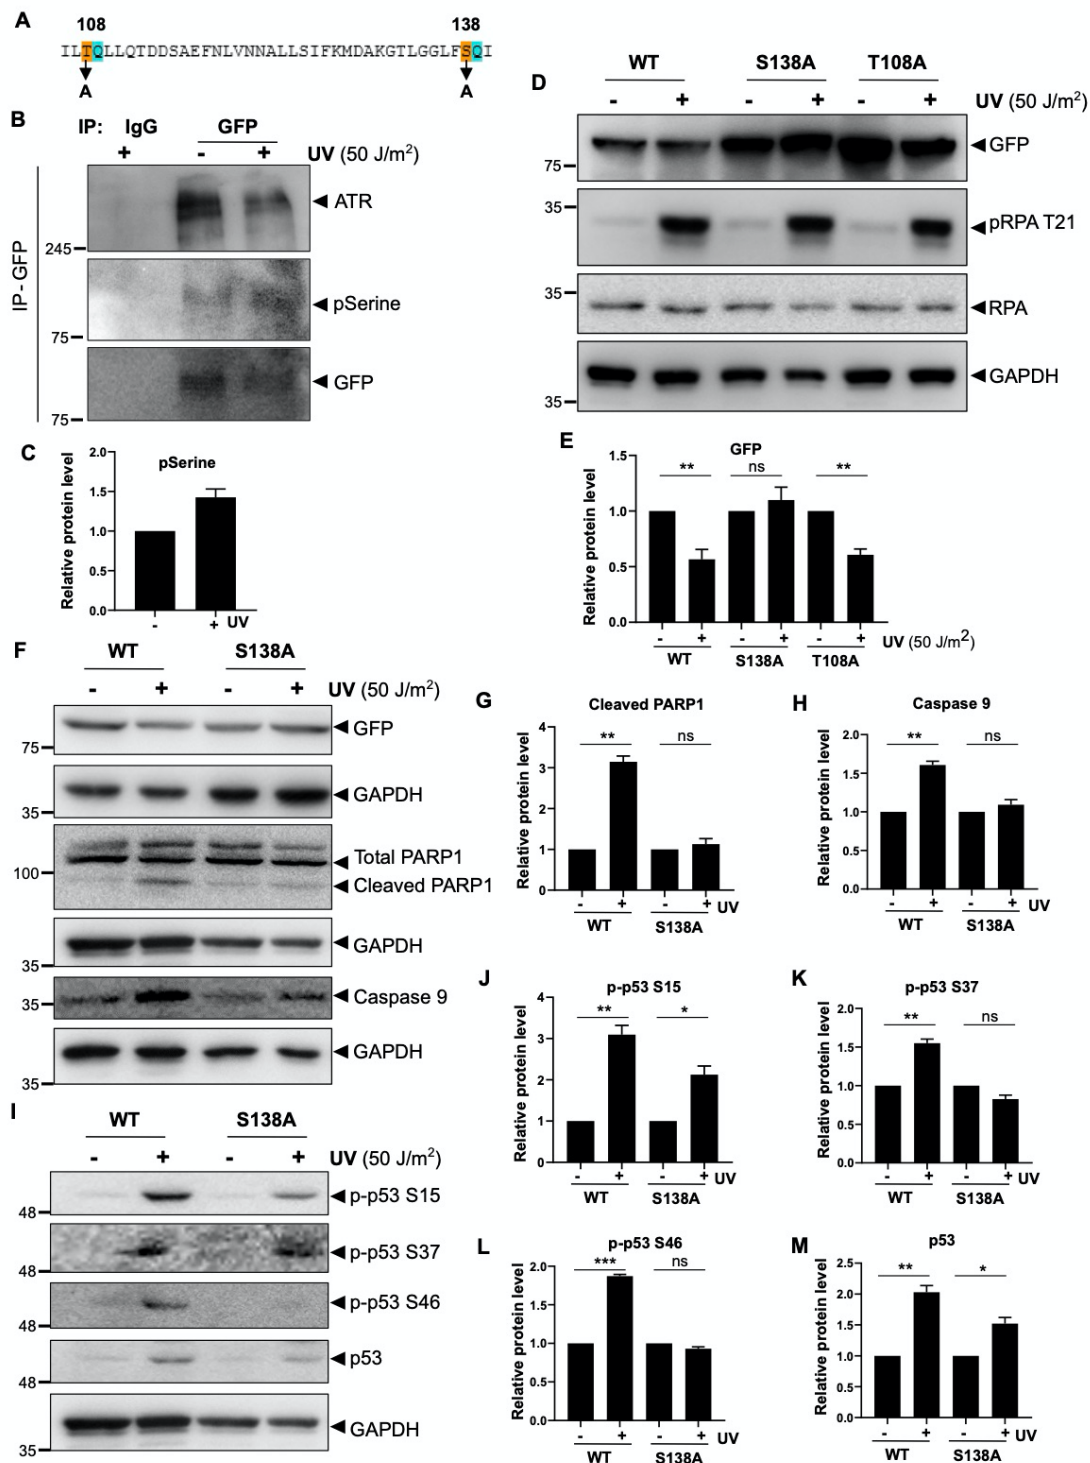 A
108 138
ILTQLLQTDDSAEFNLVNNALLSIFKMDAKGTLGGLFSQI
A A
B
IP: IgG GFP
+ - + UV (50 J/m²)
IP - GFP
ATR
245
pSerine
75
GFP
75
C
pSerine
Relative protein level
2.0
1.5
1.0
0.5
0.0
- + UV
D
WT S138A T108A
- + - + - + UV (50 J/m²)
GFP
75
35
pRPA T21
35
RPA
GAPDH
35
E
GFP
Relative protein level
1.5
1.0
0.5
0.0
** ns **
- + - + - + UV (50 J/m²)
WT S138A T108A
F
WT S138A
- + - + UV (50 J/m²)
GFP
75
GAPDH
35
Total PARP1
100
Cleaved PARP1
GAPDH
35
Caspase 9
35
GAPDH
35
G
Cleaved PARP1
Relative protein level
4
3
2
1
0
** ns
- + - + UV
WT S138A
H
Caspase 9
Relative protein level
2.0
1.5
1.0
0.5
0.0
** ns
- + - + UV
WT S138A
I
WT S138A
- + - + UV (50 J/m²)
p-p53 S15
48
p-p53 S37
48
p-p53 S46
48
p53
48
GAPDH
35
J
p-p53 S15
Relative protein level
4
3
2
1
0
** *
- + - + UV
WT S138A
K
p-p53 S37
Relative protein level
2.0
1.5
1.0
0.5
0.0
** ns
- + - + UV
WT S138A
L
p-p53 S46
Relative protein level
2.0
1.5
1.0
0.5
0.0
*** ns
- + - + UV
WT S138A
M
p53
Relative protein level
2.5
2.0
1.5
1.0
0.5
0.0
** *
- + - + UV
WT S138A